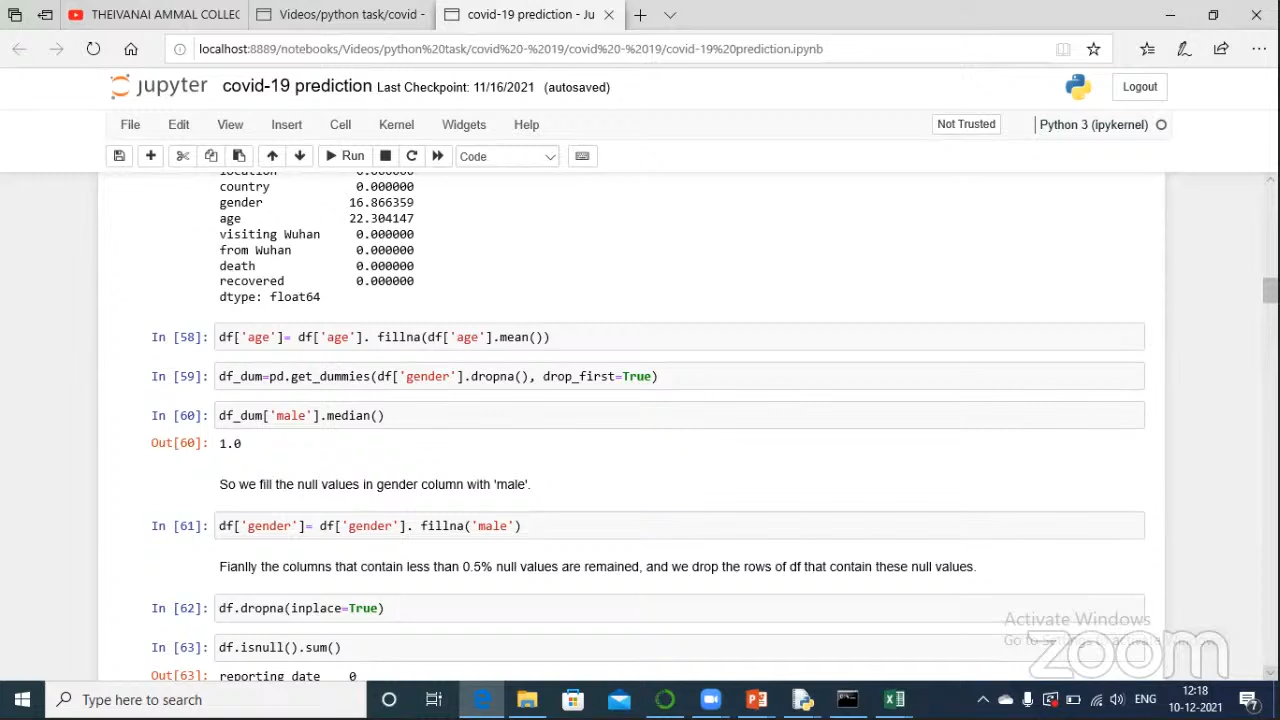 THEIVANAI AMMAL COLLEC
Videos/python task/covid -
covid-19 prediction - Ju
localhost:8889/notebooks/Videos/python%20task/covid%20-%2019/covid%20-%2019/covid-19%20prediction.ipynb
jupyter covid-19 prediction Last Checkpoint: 11/16/2021 (autosaved)
Logout
File Edit View Insert Cell Kernel Widgets Help
Not Trusted
Python 3 (ipykernel)
Run
Code
location 0.000000
country 0.000000
gender 16.866359
age 22.304147
visiting Wuhan 0.000000
from Wuhan 0.000000
death 0.000000
recovered 0.000000
dtype: float64
In [58]: df['age']= df['age']. fillna(df['age'].mean())
In [59]: df_dum=pd.get_dummies(df['gender'].dropna(), drop_first=True)
In [60]: df_dum['male'].median()
Out[60]: 1.0
So we fill the null values in gender column with 'male'.
In [61]: df['gender']= df['gender']. fillna('male')
Fianlly the columns that contain less than 0.5% null values are remained, and we drop the rows of df that contain these null values.
In [62]: df.dropna(inplace=True)
In [63]: df.isnull().sum()
Out[63]: reporting date 0
Activate Windows
Go to Settings to activate
zoom
Type here to search
ENG
12:18
10-12-2021
7